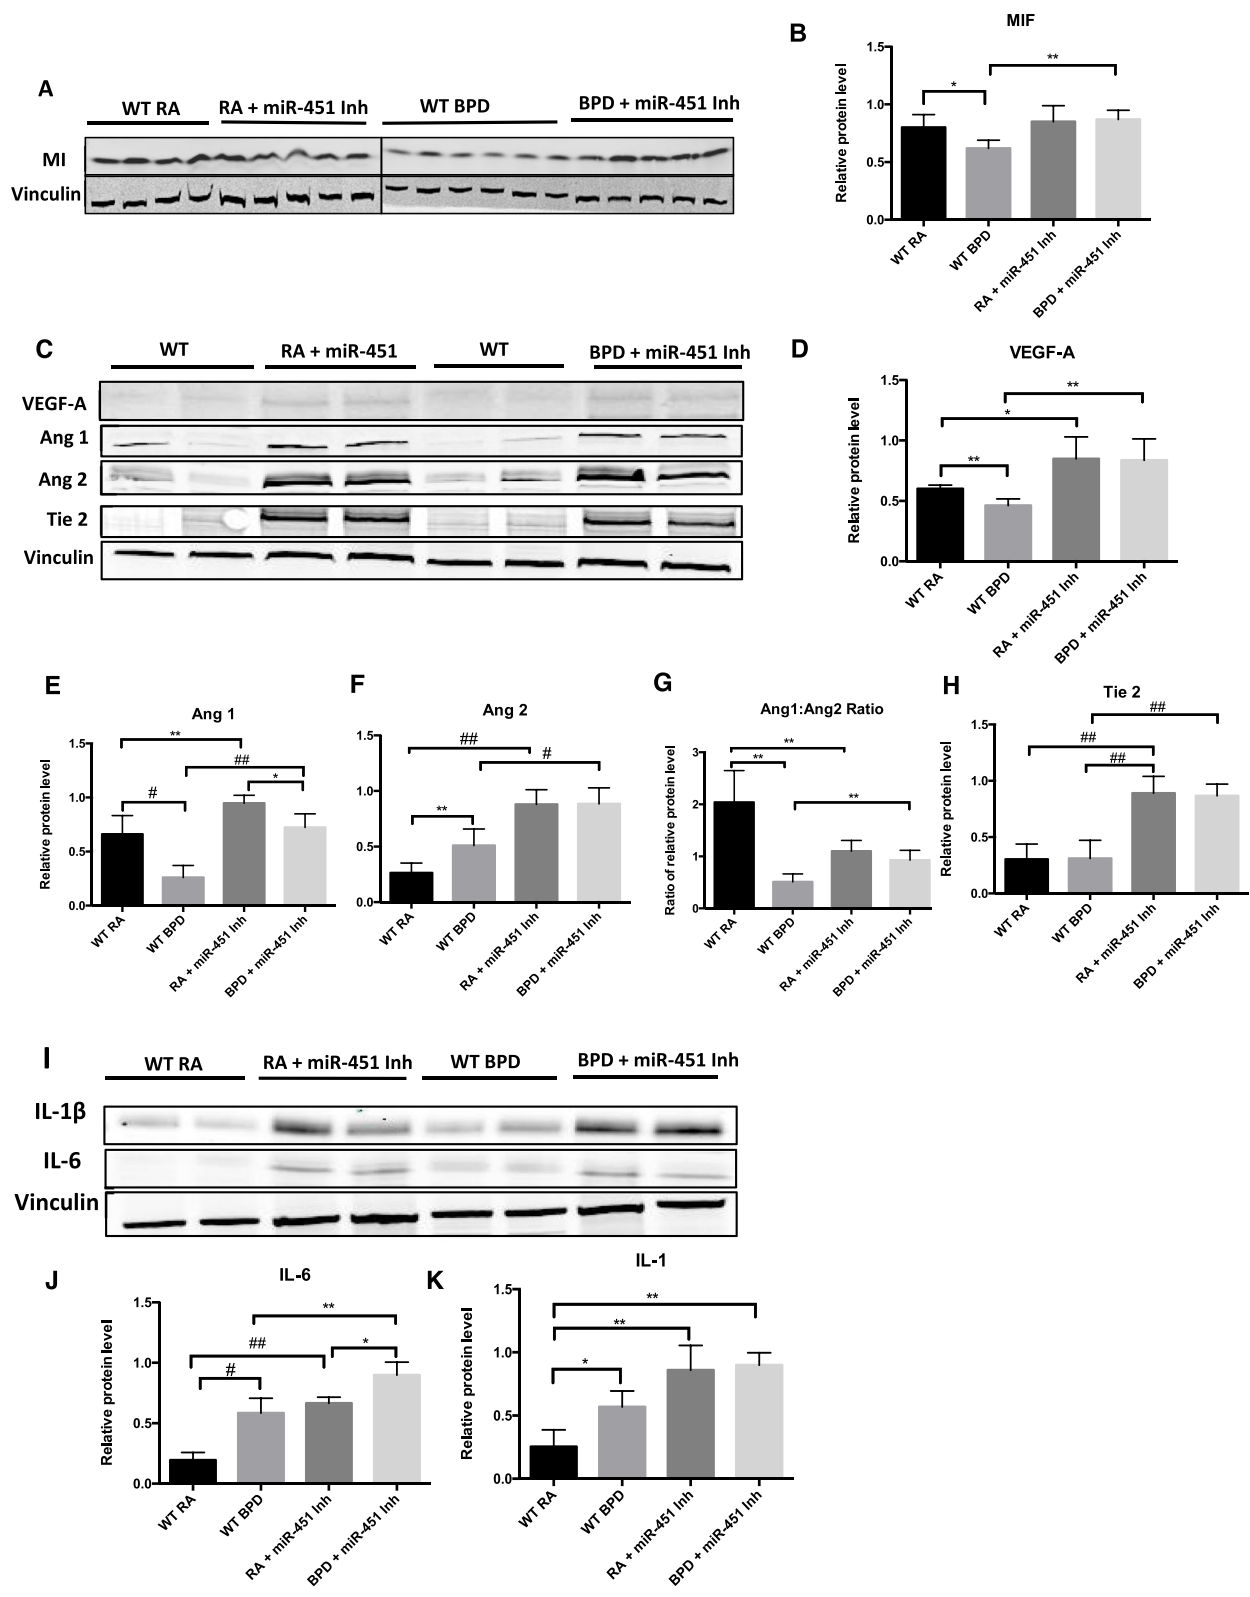 A
WT RA
RA + miR-451 Inh
WT BPD
BPD + miR-451 Inh
MI
Vinculin
B
MIF
Relative protein level
1.5
1.0
0.5
0.0
*
**
WT RA
WT BPD
RA + miR-451 Inh
BPD + miR-451 Inh
C
WT
RA + miR-451
WT
BPD + miR-451 Inh
VEGF-A
Ang 1
Ang 2
Tie 2
Vinculin
D
VEGF-A
Relative protein level
1.5
1.0
0.5
0.0
**
*
**
WT RA
WT BPD
RA + miR-451 Inh
BPD + miR-451 Inh
E
Ang 1
Relative protein level
1.5
1.0
0.5
0.0
**
##
*
#
WT RA
WT BPD
RA + miR-451 Inh
BPD + miR-451 Inh
F
Ang 2
Relative protein level
1.5
1.0
0.5
0.0
##
#
**
WT RA
WT BPD
RA + miR-451 Inh
BPD + miR-451 Inh
G
Ang1:Ang2 Ratio
Ratio of relative protein level
3
2
1
0
**
**
**
WT RA
WT BPD
RA + miR-451 Inh
BPD + miR-451 Inh
H
Tie 2
Relative protein level
1.5
1.0
0.5
0.0
##
##
##
WT RA
WT BPD
RA + miR-451 Inh
BPD + miR-451 Inh
I
WT RA
RA + miR-451 Inh
WT BPD
BPD + miR-451 Inh
IL-1β
IL-6
Vinculin
J
IL-6
Relative protein level
1.5
1.0
0.5
0.0
**
##
*
#
WT RA
WT BPD
RA + miR-451 Inh
BPD + miR-451 Inh
K
IL-1
Relative protein level
1.5
1.0
0.5
0.0
**
**
*
WT RA
WT BPD
RA + miR-451 Inh
BPD + miR-451 Inh